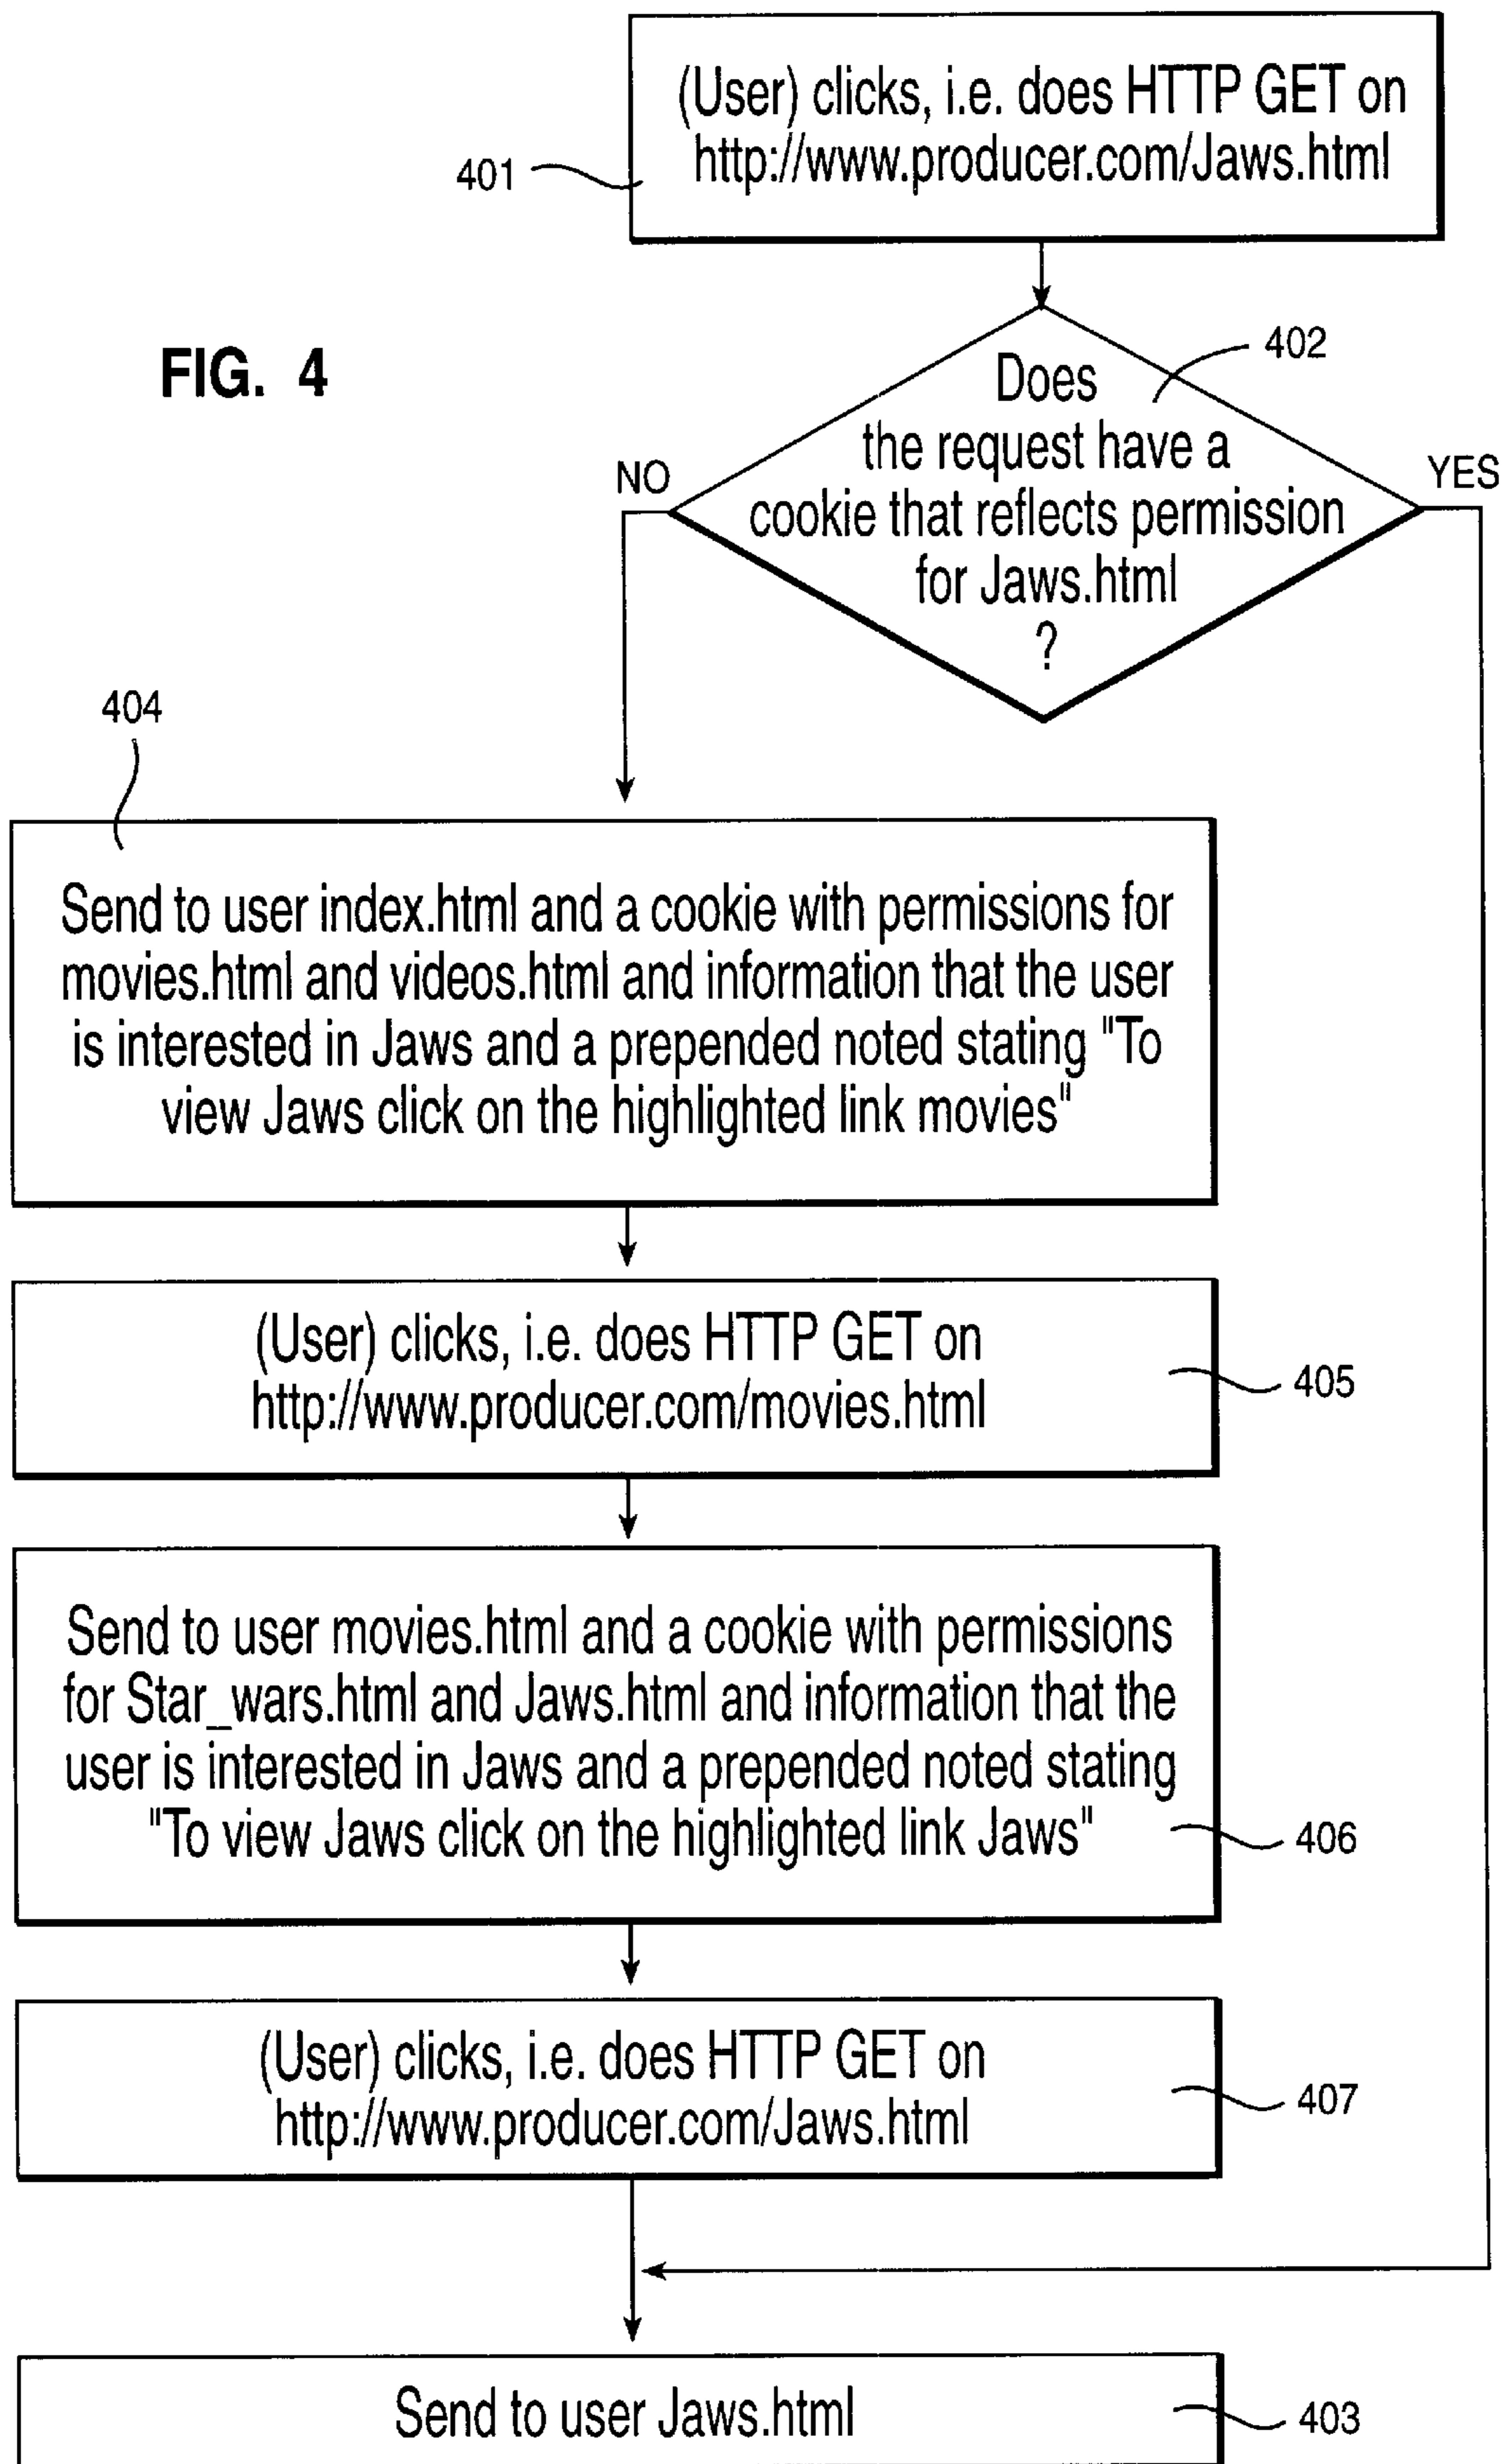 (User) clicks, i.e. does HTTP GET on
http://www.producer.com/Jaws.html
401
FIG. 4
402
Does
the request have a
cookie that reflects permission
for Jaws.html
?
NO
YES
404
Send to user index.html and a cookie with permissions for
movies.html and videos.html and information that the user
is interested in Jaws and a prepended noted stating "To
view Jaws click on the highlighted link movies"
(User) clicks, i.e. does HTTP GET on
http://www.producer.com/movies.html
405
Send to user movies.html and a cookie with permissions
for Star_wars.html and Jaws.html and information that the
user is interested in Jaws and a prepended noted stating
"To view Jaws click on the highlighted link Jaws"
406
(User) clicks, i.e. does HTTP GET on
http://www.producer.com/Jaws.html
407
Send to user Jaws.html
403